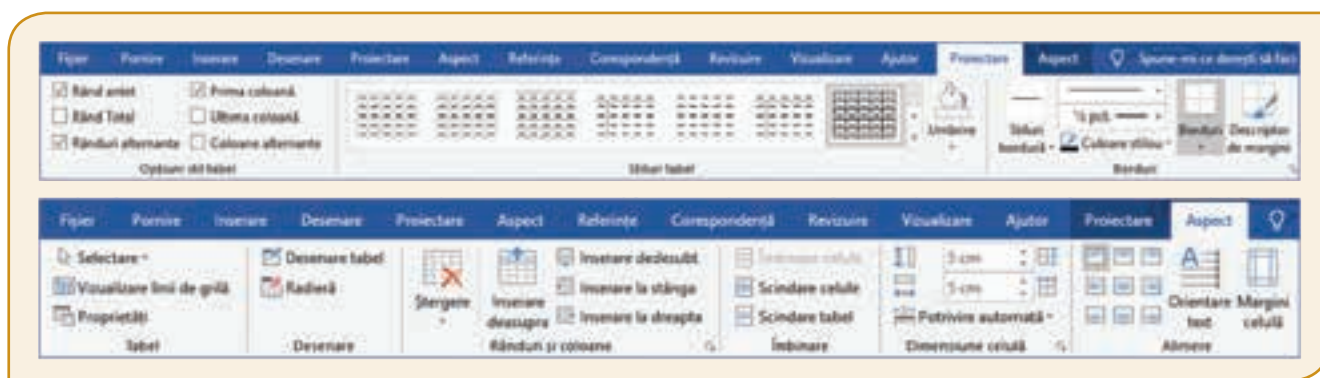 Fișier Pornire Inserare Desenare Proiectare Aspect Referințe Corespondență Revizuire Vizualizare Ajutor Proiectare Aspect Spune-mi ce dorești să faci
Rând antet Prima coloană
Rând Total Ultima coloană
Rânduri alternante Coloane alternante
Umbrire
Stiluri bordură
½ pct.
Culoare stilou
Borduri
Descriptor de margini
Opțiuni stil tabel Stiluri tabel Borduri
Fișier Pornire Inserare Desenare Proiectare Aspect Referințe Corespondență Revizuire Vizualizare Ajutor Proiectare Aspect
Selectare
Vizualizare linii de grilă
Proprietăți
Tabel
Desenare tabel
Radieră
Desenare
Ștergere
Inserare deasupra
Inserare dedesubt
Inserare la stânga
Inserare la dreapta
Rânduri și coloane
Îmbinare celule
Scindare celule
Scindare tabel
Îmbinare
5 cm
5 cm
Potrivire automată
Dimensiune celulă
Orientare text
Margini celulă
Aliniere